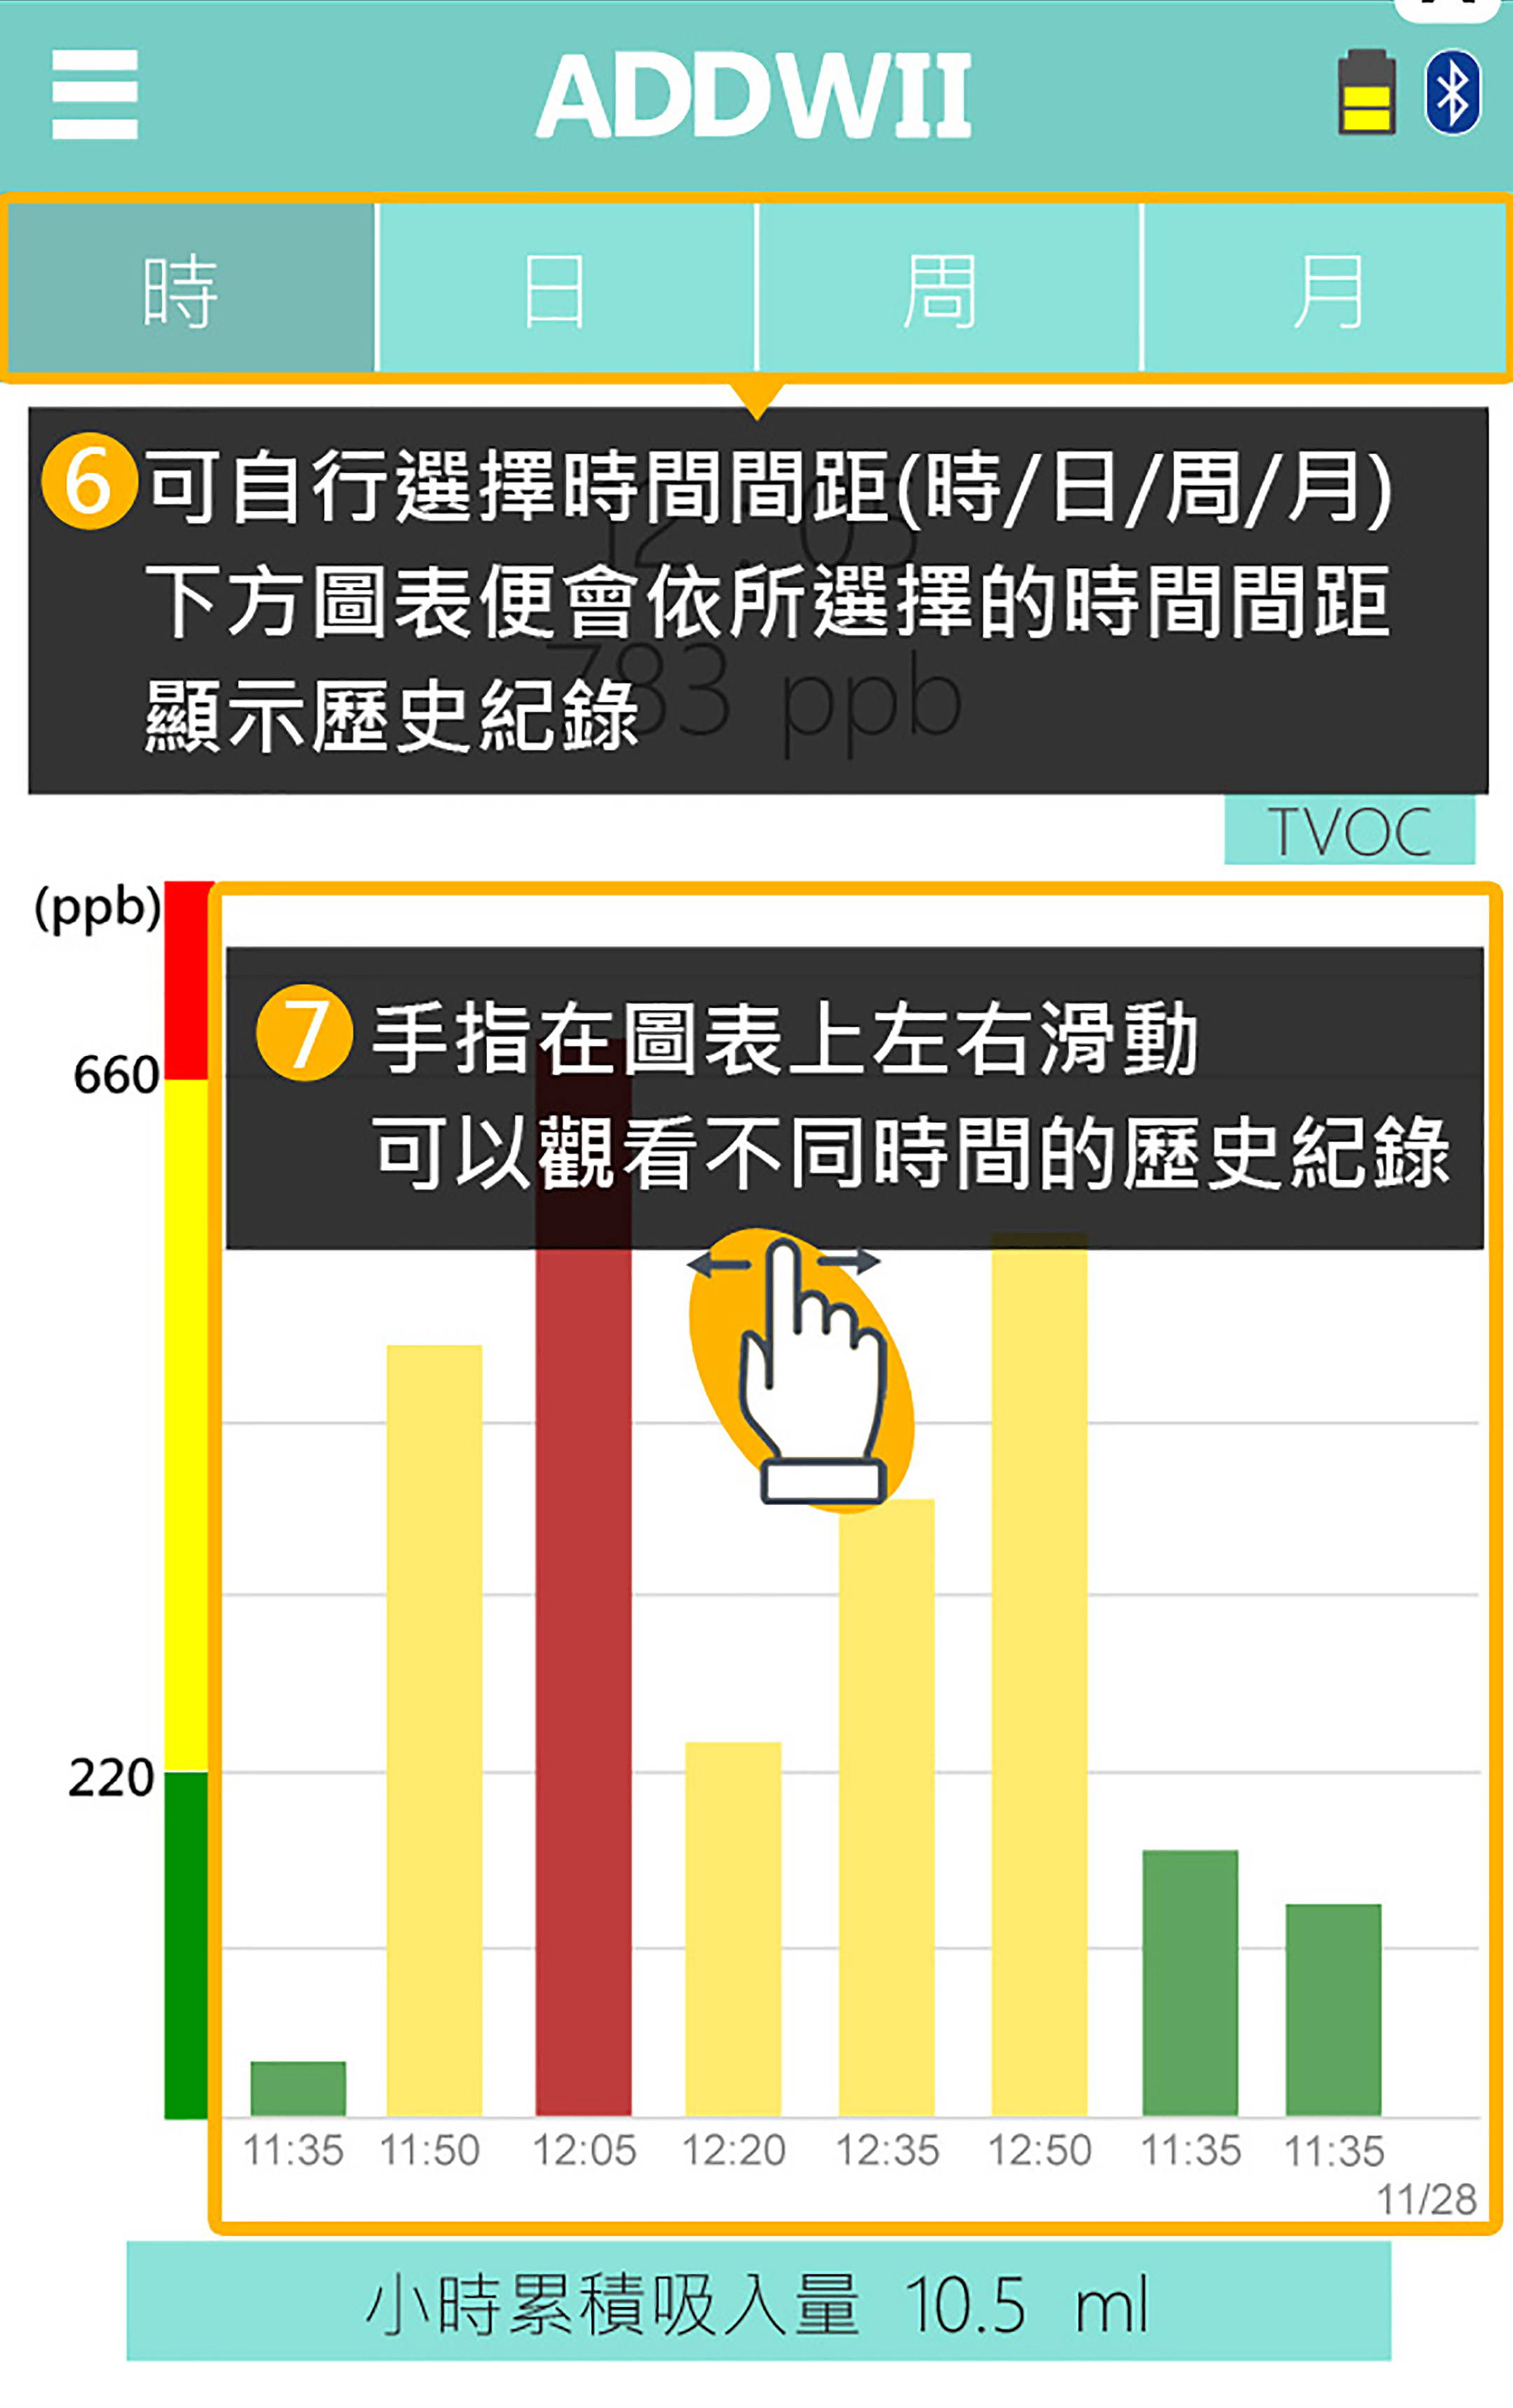 ADDWII
時 日 周 月
6 可自行選擇時間間距(時/日/周/月)
下方圖表便會依所選擇的時間間距
顯示歷史紀錄
12:05
783 ppb
TVOC
(ppb)
7 手指在圖表上左右滑動
可以觀看不同時間的歷史紀錄
660
220
11:35 11:50 12:05 12:20 12:35 12:50 11:35 11:35
11/28
小時累積吸入量 10.5 ml